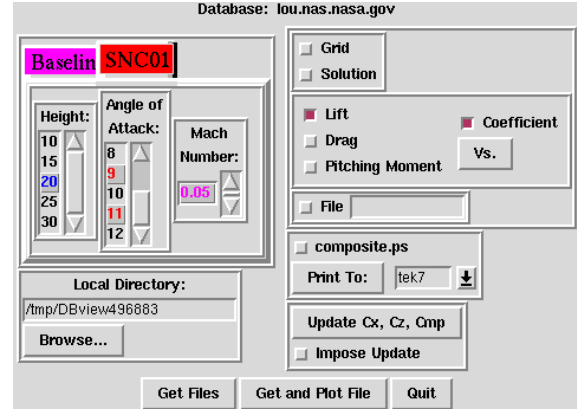 Database: lou.nas.nasa.gov
Baselin SNC01
Height:
10
15
20
25
30
Angle of
Attack:
8
9
10
11
12
Mach
Number:
0.05
Grid
Solution
Lift
Drag
Pitching Moment
Coefficient
Vs.
File
composite.ps
Print To: tek7
Local Directory:
/tmp/DBview496883
Browse...
Update Cx, Cz, Cmp
Impose Update
Get Files Get and Plot File Quit